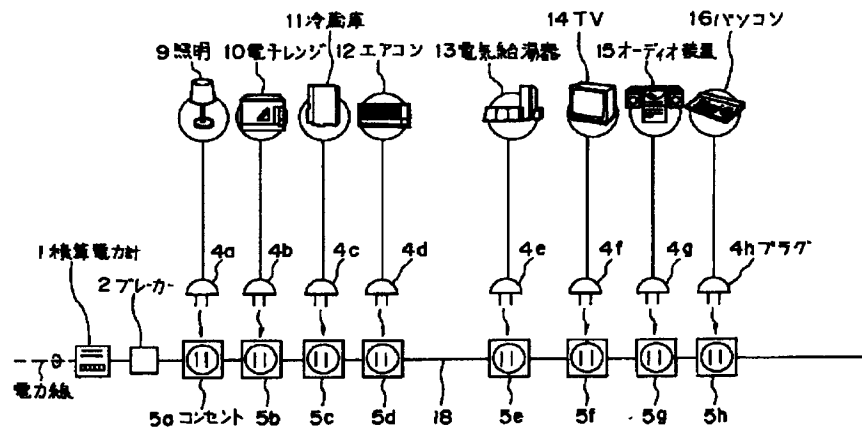 11冷蔵庫 14TV 16パソコン
9照明 10電子レンジ 12エアコン 13電気給湯器 15オーディオ装置
1積算電力計 4a 4b 4c 4d 4e 4f 4g 4hプラグ
2ブレーカー
電力線
5aコンセント 5b 5c 5d 18 5e 5f 5g 5h